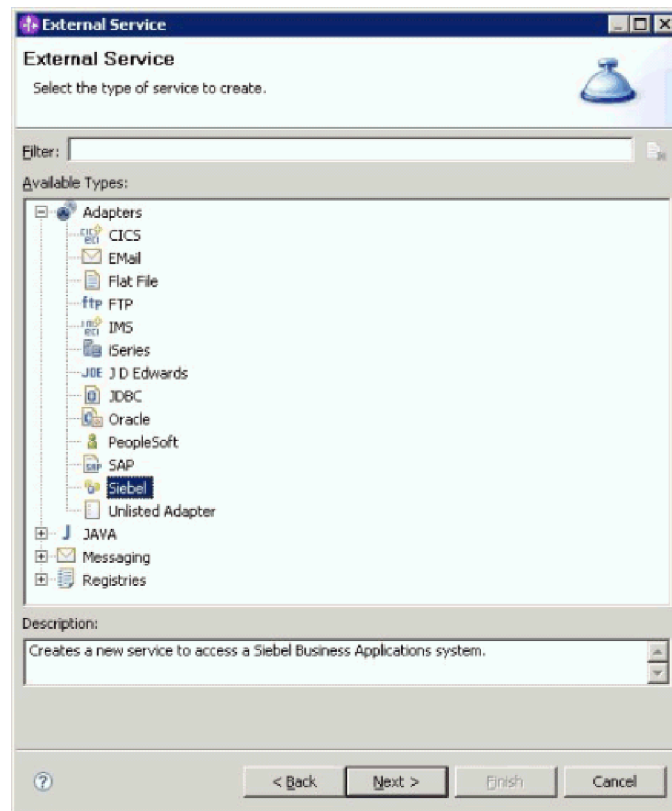 External Service
External Service
Select the type of service to create.
Filter:
Available Types:
Adapters
CICS
EMail
Flat File
ftp FTP
IMS
iSeries
JDE J D Edwards
JDBC
Oracle
PeopleSoft
SAP SAP
Siebel
Unlisted Adapter
J JAVA
Messaging
Registries
Description:
Creates a new service to access a Siebel Business Applications system.
? < Back Next > Finish Cancel